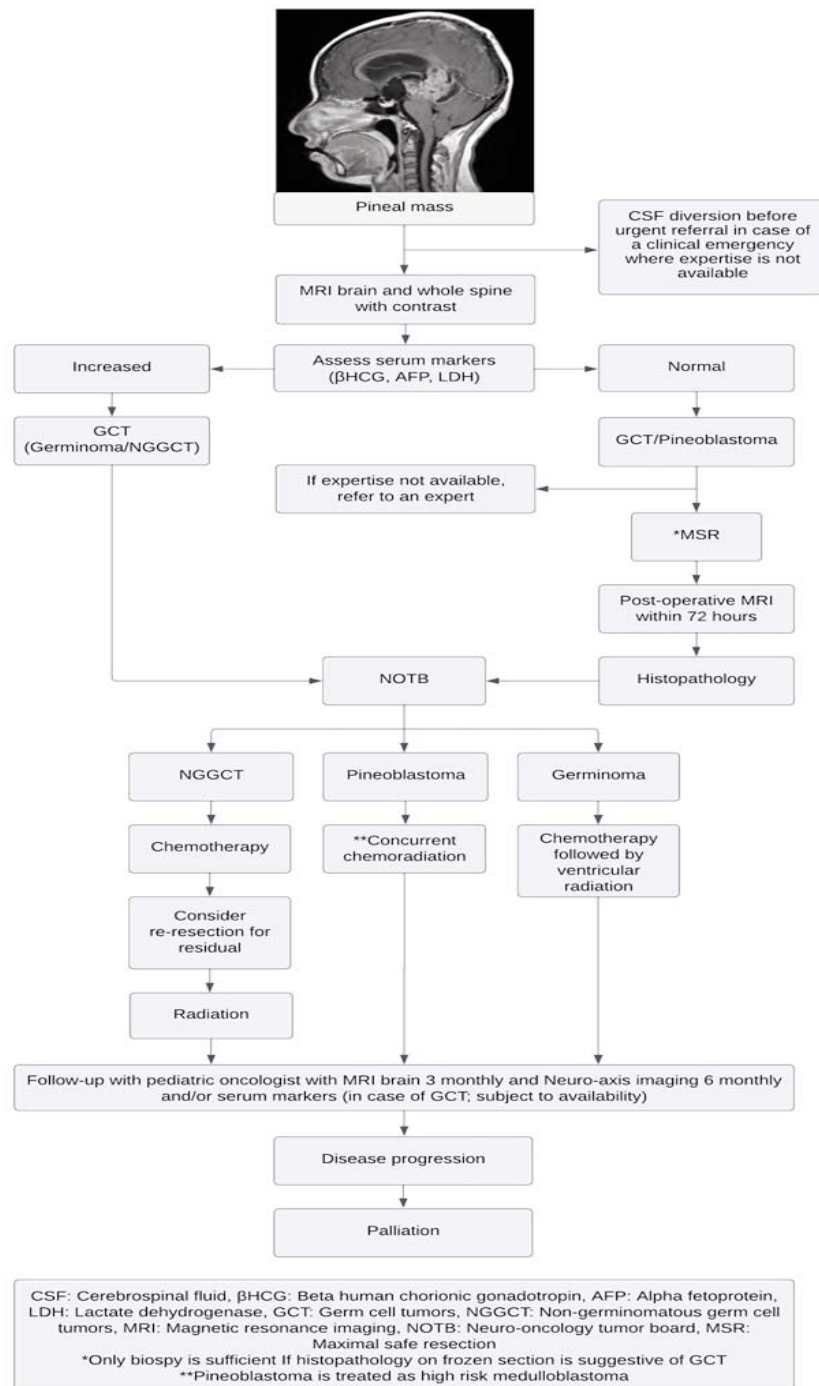 Pineal mass
CSF diversion before
urgent referral in case of
a clinical emergency
where expertise is not
available
MRI brain and whole spine
with contrast
Increased
Assess serum markers
(βHCG, AFP, LDH)
Normal
GCT
(Germinoma/NGGCT)
GCT/Pineoblastoma
If expertise not available,
refer to an expert
*MSR
Post-operative MRI
within 72 hours
NOTB
Histopathology
NGGCT
Pineoblastoma
Germinoma
Chemotherapy
**Concurrent
chemoradiation
Chemotherapy
followed by
ventricular
radiation
Consider
re-resection for
residual
Radiation
Follow-up with pediatric oncologist with MRI brain 3 monthly and Neuro-axis imaging 6 monthly
and/or serum markers (in case of GCT; subject to availability)
Disease progression
Palliation
CSF: Cerebrospinal fluid, βHCG: Beta human chorionic gonadotropin, AFP: Alpha fetoprotein,
LDH: Lactate dehydrogenase, GCT: Germ cell tumors, NGGCT: Non-germinomatous germ cell
tumors, MRI: Magnetic resonance imaging, NOTB: Neuro-oncology tumor board, MSR:
Maximal safe resection
*Only biospy is sufficient If histopathology on frozen section is suggestive of GCT
**Pineoblastoma is treated as high risk medulloblastoma